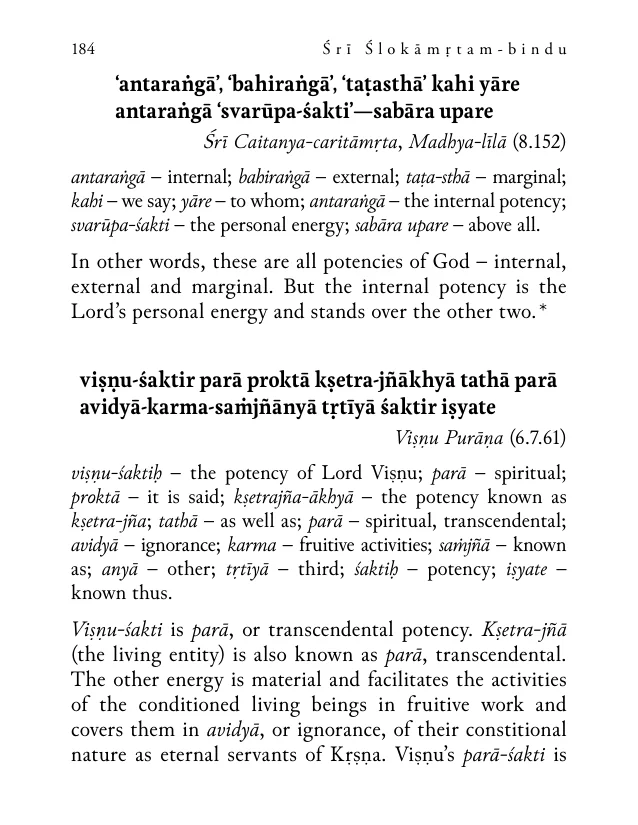 184 Śrī Ślokāmṛtam-bindu
‘antaraṅgā’, ‘bahiraṅgā’, ‘taṭasthā’ kahi yāre
antaraṅgā ‘svarūpa-śakti’—sabāra upare
Śrī Caitanya-caritāmṛta, Madhya-līlā (8.152)
antaraṅgā – internal; bahiraṅgā – external; taṭa-sthā – marginal;
kahi – we say; yāre – to whom; antaraṅgā – the internal potency;
svarūpa-śakti – the personal energy; sabāra upare – above all.
In other words, these are all potencies of God – internal,
external and marginal. But the internal potency is the
Lord’s personal energy and stands over the other two.*
viṣṇu-śaktir parā proktā kṣetra-jñākhyā tathā parā
avidyā-karma-saṁjñānyā tṛtīyā śaktir iṣyate
Viṣṇu Purāṇa (6.7.61)
viṣṇu-śaktiḥ – the potency of Lord Viṣṇu; parā – spiritual;
proktā – it is said; kṣetrajña-ākhyā – the potency known as
kṣetra-jña; tathā – as well as; parā – spiritual, transcendental;
avidyā – ignorance; karma – fruitive activities; saṁjñā – known
as; anyā – other; tṛtīyā – third; śaktiḥ – potency; iṣyate –
known thus.
Viṣṇu-śakti is parā, or transcendental potency. Kṣetra-jñā
(the living entity) is also known as parā, transcendental.
The other energy is material and facilitates the activities
of the conditioned living beings in fruitive work and
covers them in avidyā, or ignorance, of their constitional
nature as eternal servants of Kṛṣṇa. Viṣṇu’s parā-śakti is